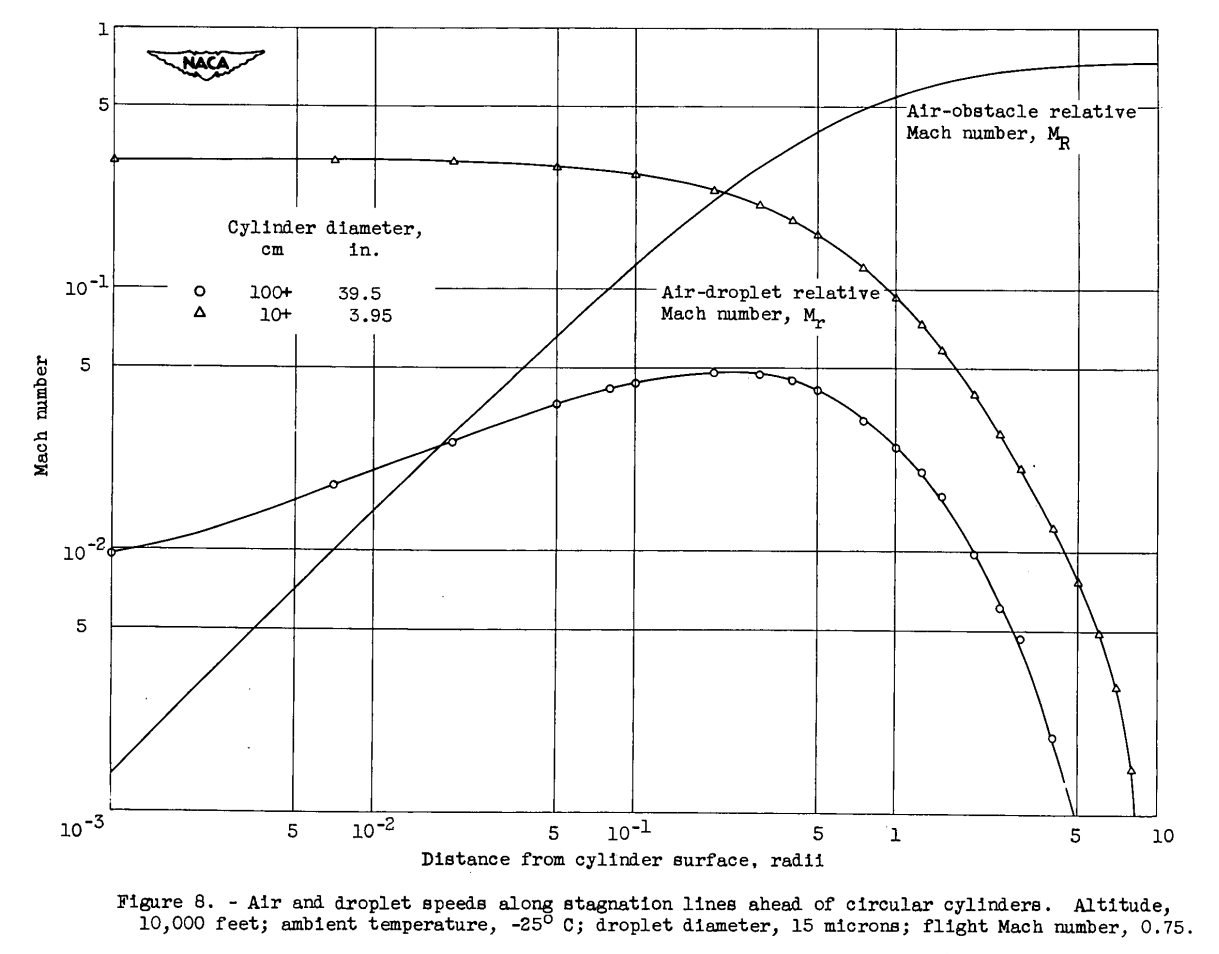 1
NACA
5
Air-obstacle relative
Mach number, M_R
Cylinder diameter,
cm in.
10^-1
100+ 39.5
10+ 3.95
Air-droplet relative
Mach number, M_r
5
Mach number
10^-2
5
10^-3
5 10^-2 5 10^-1 5 1 5 10
Distance from cylinder surface, radii
Figure 8. - Air and droplet speeds along stagnation lines ahead of circular cylinders. Altitude,
10,000 feet; ambient temperature, -25° C; droplet diameter, 15 microns; flight Mach number, 0.75.